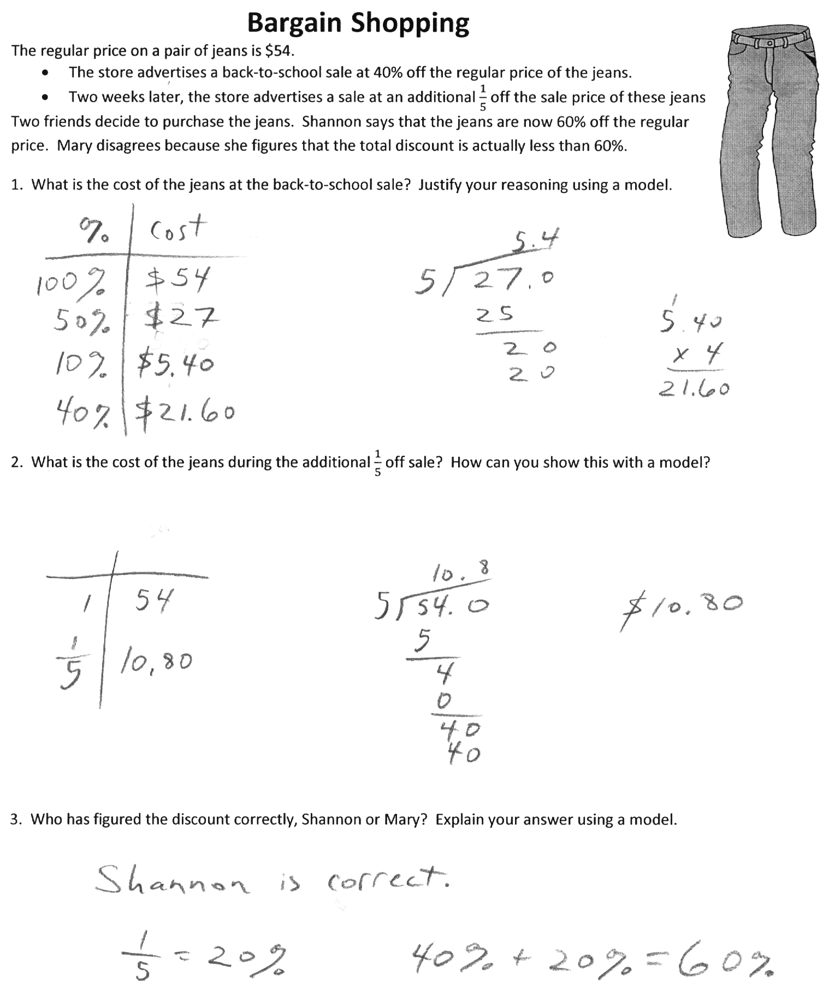 Bargain Shopping
The regular price on a pair of jeans is $54.
• The store advertises a back-to-school sale at 40% off the regular price of the jeans.
• Two weeks later, the store advertises a sale at an additional 1/5 off the sale price of these jeans
Two friends decide to purchase the jeans. Shannon says that the jeans are now 60% off the regular
price. Mary disagrees because she figures that the total discount is actually less than 60%.
1. What is the cost of the jeans at the back-to-school sale? Justify your reasoning using a model.
% | Cost
100% | $54
50% | $27
10% | $5.40
40% | $21.60
5.4
5/27.0
25
20
20
1
5.40
x 4
21.60
2. What is the cost of the jeans during the additional 1/5 off sale? How can you show this with a model?
1 | 54
1/5 | 10,80
10.8
5/54.0
5
4
0
40
40
$10.80
3. Who has figured the discount correctly, Shannon or Mary? Explain your answer using a model.
Shannon is correct.
1/5 = 20%
40% + 20% = 60%